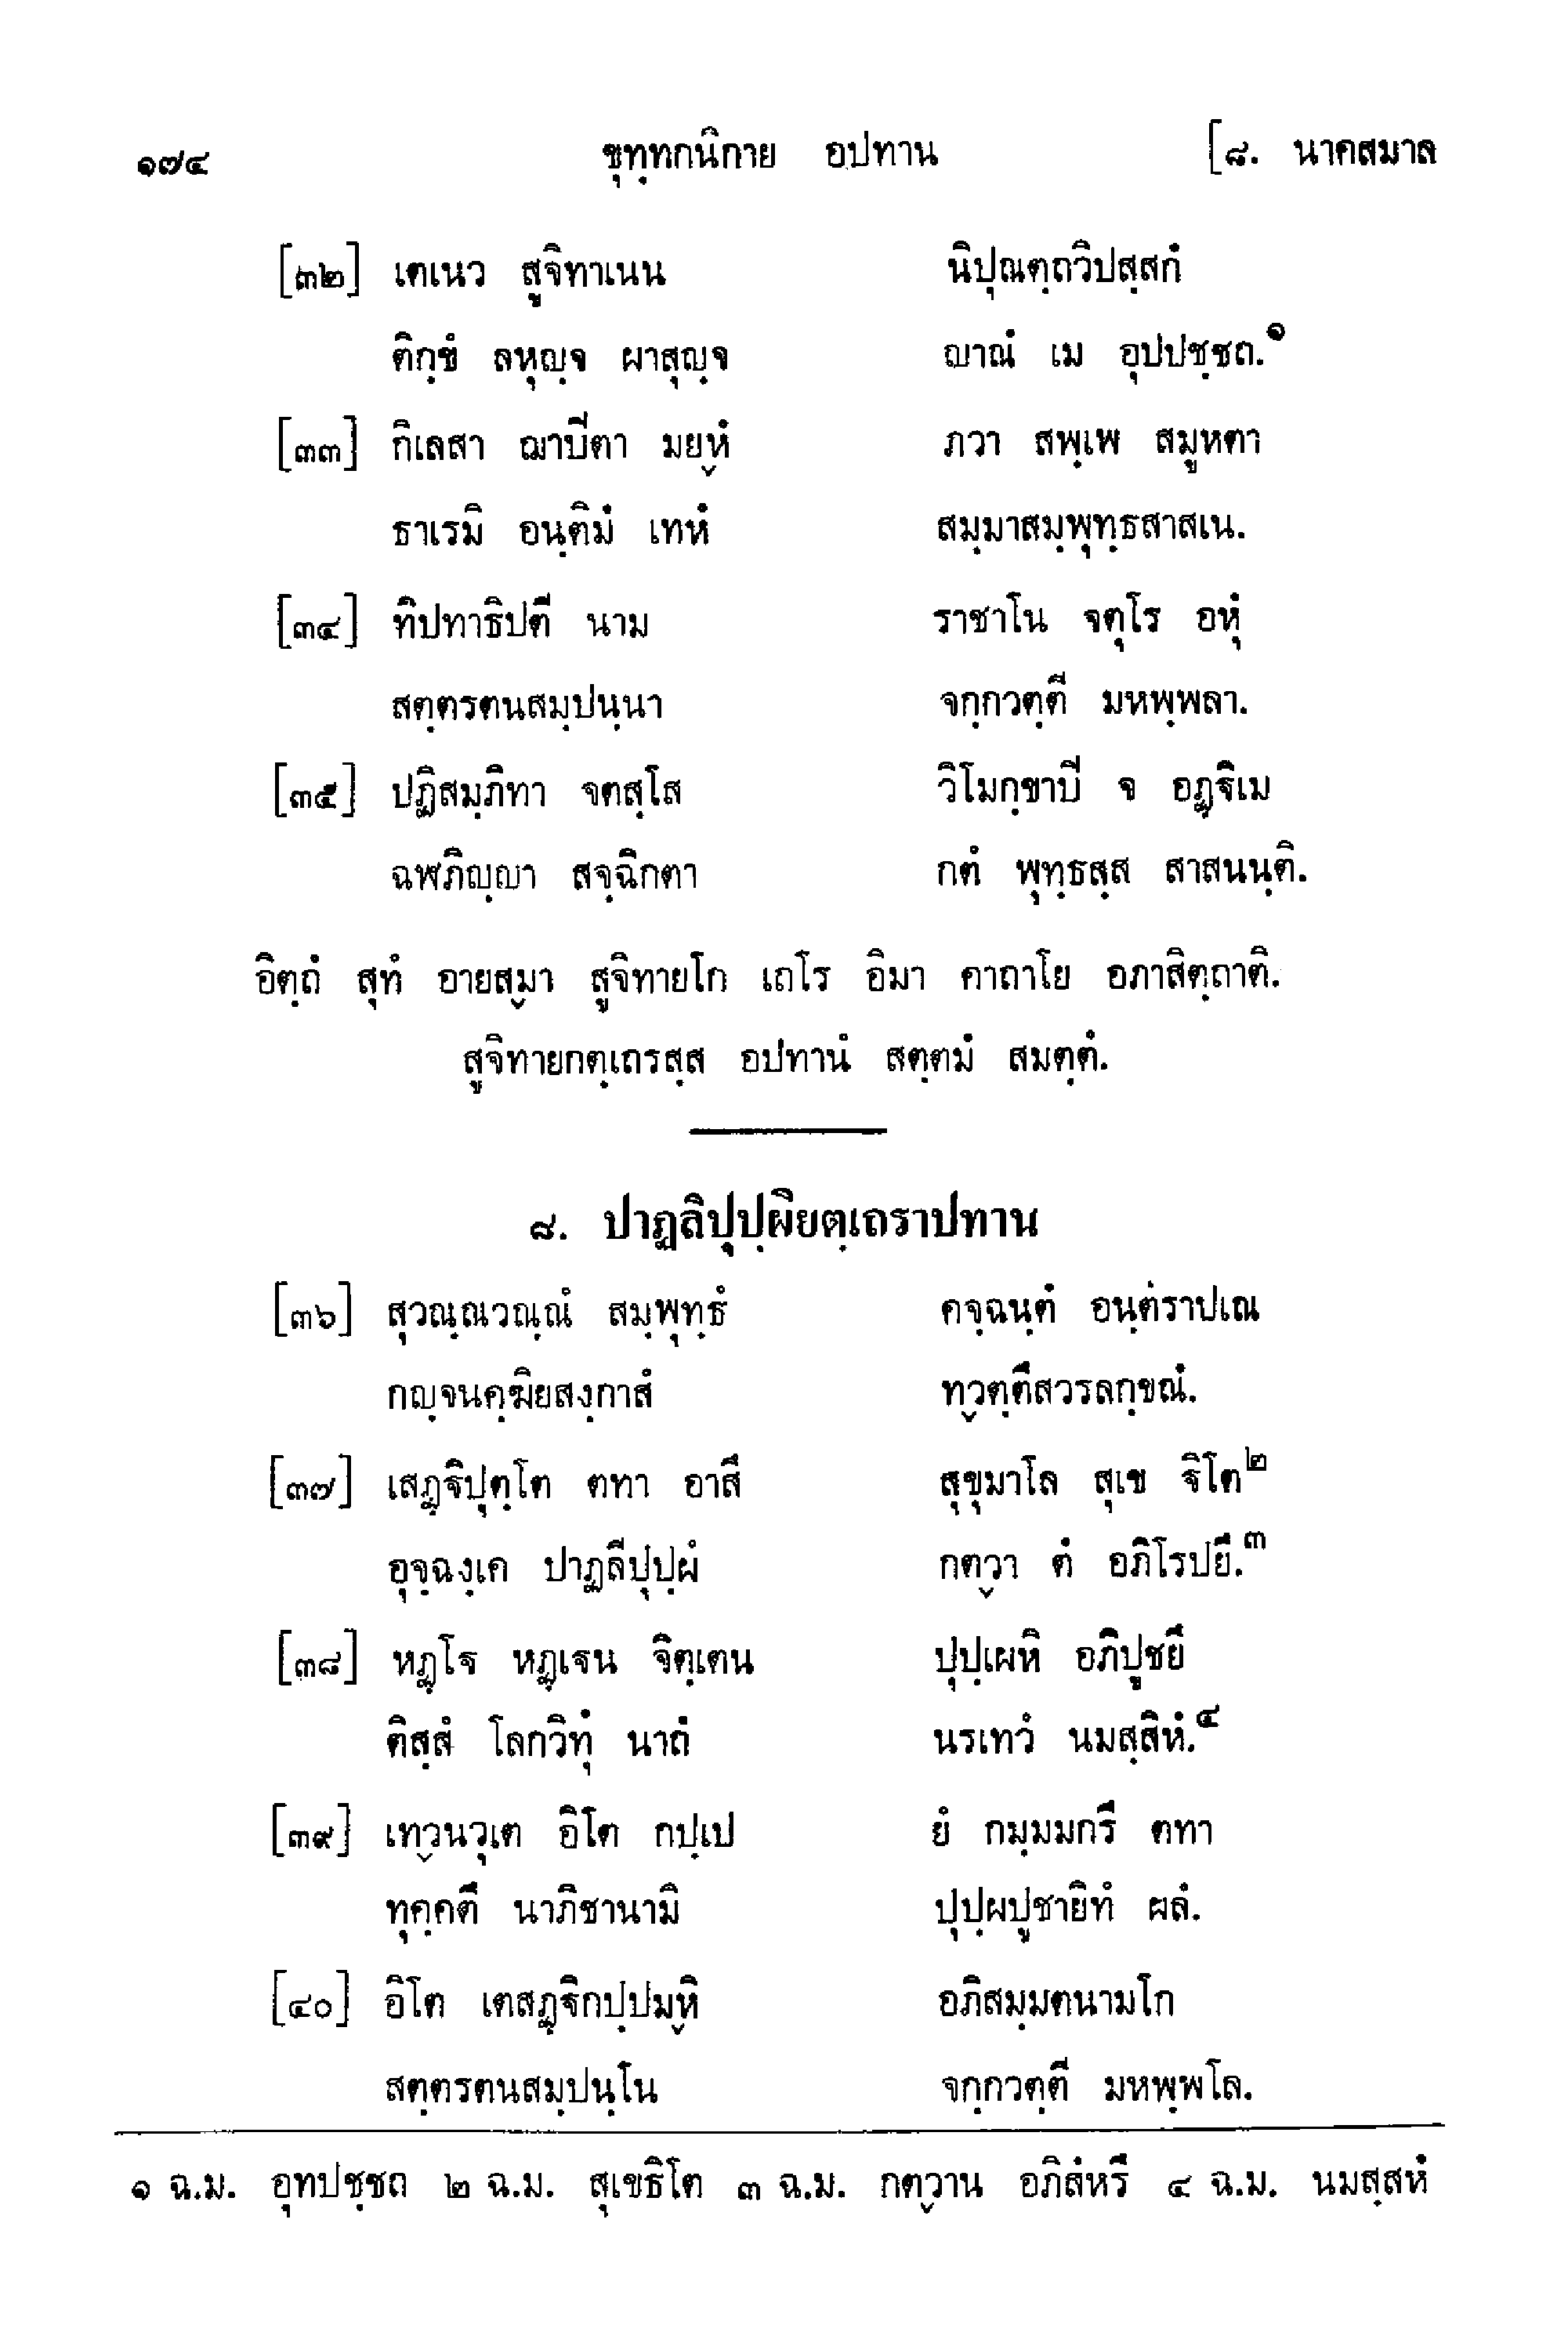 ๑๗๔ ขุทฺทกนิกาย อปทาน [๘. นาคสมาล
[๓๒] เตเนว สูจิทาเนน นิปุณตฺถวิปสฺสกํ
ติกฺขํ ลหุญฺจ ผาสุญฺจ ญาณํ เม อุปปชฺชถ.๑
[๓๓] กิเลสา ฌาปิตา มยฺหํ ภวา สพฺเพ สมูหตา
ธาเรมิ อนฺติมํ เทหํ สมฺมาสมฺพุทฺธสาสเน.
[๓๔] ทิปทาธิปตี นาม ราชาโน จตุโร อหุํ
สตฺตรตนสมฺปนฺนา จกฺกวตฺตี มหพฺพลา.
[๓๕] ปฏิสมฺภิทา จตสฺโส วิโมกฺขาปิ จ อฏฺฐิเม
ฉฬภิญฺญา สจฺฉิกตา กตํ พุทฺธสฺส สาสนนฺติ.
อิตฺถํ สุทํ อายสฺมา สูจิทายโก เถโร อิมา คาถาโย อภาสิตฺถาติ.
สูจิทายกตฺเถรสฺส อปทานํ สตฺตมํ สมตฺตํ.
๘. ปาฏลิปุปฺผิยตฺเถราปทาน
[๓๖] สุวณฺณวณฺณํ สมฺพุทฺธํ คจฺฉนฺตํ อนฺตราปเณ
กญฺจนคฺฆิยสงฺกาสํ ทฺวตฺตึสวรลกฺขณํ.
[๓๗] เสฏฺฐิปุตฺโต ตทา อาสึ สุขุมาโล สุเข ฐิโต๒
อุจฺฉงฺเค ปาฏลีปุปฺผํ กตฺวา ตํ อภิโรปยึ.๓
[๓๘] หฏฺโฐ หฏฺเฐน จิตฺเตน ปุปฺเผหิ อภิปูชยึ
ติสฺสํ โลกวิทุํ นาถํ นรเทวํ นมสฺสิหํ.๔
[๓๙] เทฺวนวุเต อิโต กปฺเป ยํ กมฺมมกรึ ตทา
ทุคฺคตึ นาภิชานามิ ปุปฺผปูชายิทํ ผลํ.
[๔๐] อิโต เตสฏฺฐิกปฺปมฺหิ อภิสมฺมตนามโก
สตฺตรตนสมฺปนฺโน จกฺกวตฺตี มหพฺพโล.
๑ ฉ.ม. อุทปชฺชถ ๒ ฉ.ม. สุเขธิโต ๓ ฉ.ม. กตฺวาน อภิสํหรึ ๔ ฉ.ม. นมสฺสหํ